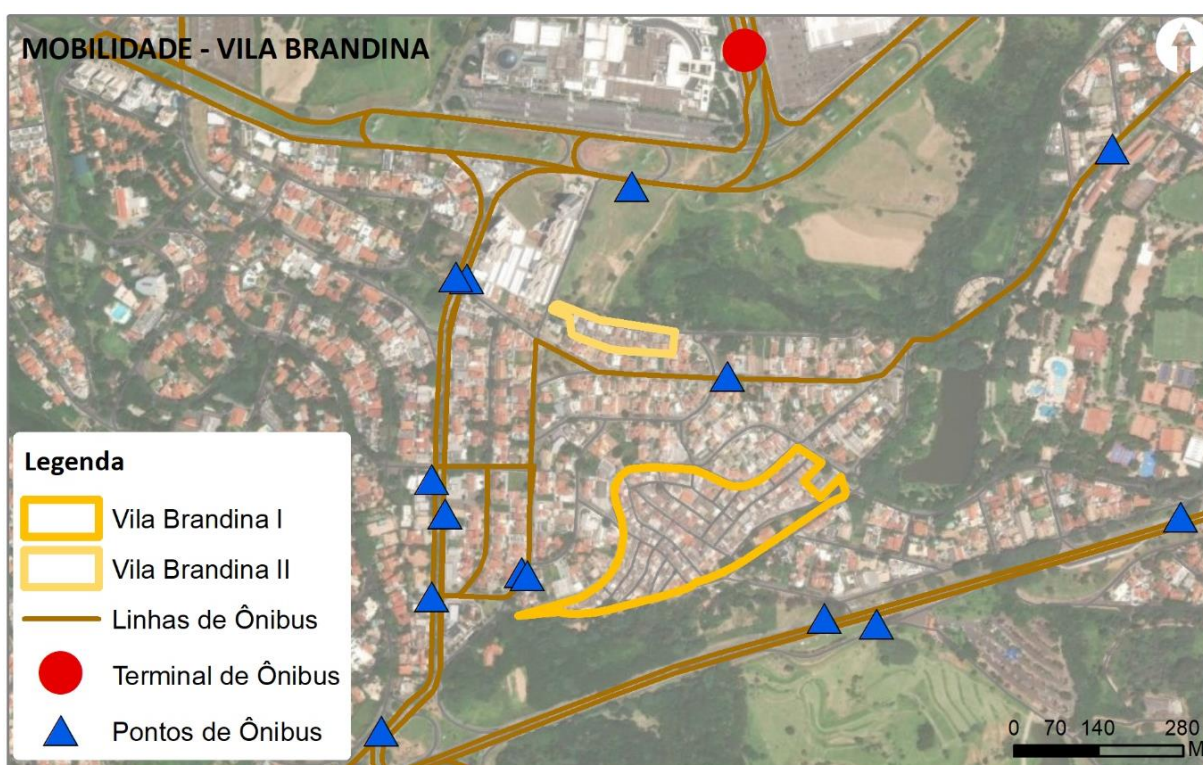 MOBILIDADE - VILA BRANDINA
Legenda
Vila Brandina I
Vila Brandina II
Linhas de Ônibus
Terminal de Ônibus
Pontos de Ônibus
0 70 140 280
M